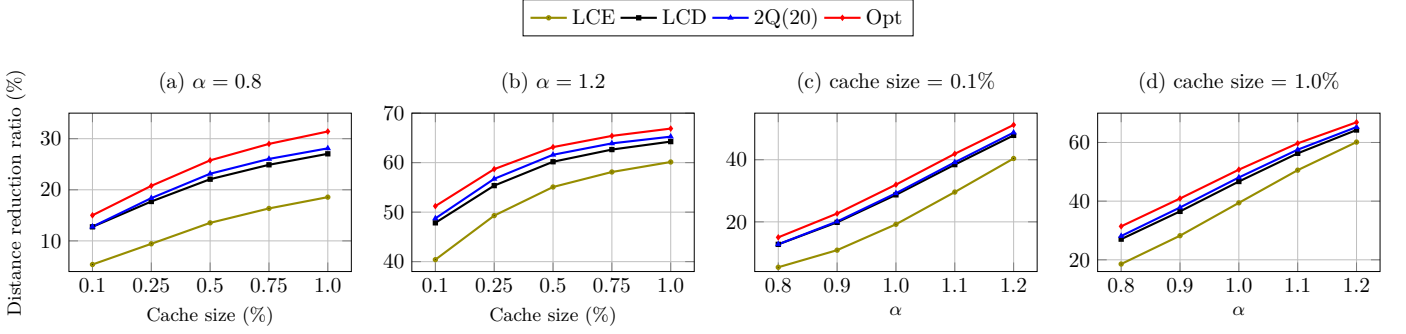 LCE LCD 2Q(20) Opt
Distance reduction ratio (%)
(a) α = 0.8
30
20
10
0.1 0.25 0.5 0.75 1.0
Cache size (%)
(b) α = 1.2
70
60
50
40
0.1 0.25 0.5 0.75 1.0
Cache size (%)
(c) cache size = 0.1%
40
20
0.8 0.9 1.0 1.1 1.2
α
(d) cache size = 1.0%
60
40
20
0.8 0.9 1.0 1.1 1.2
α